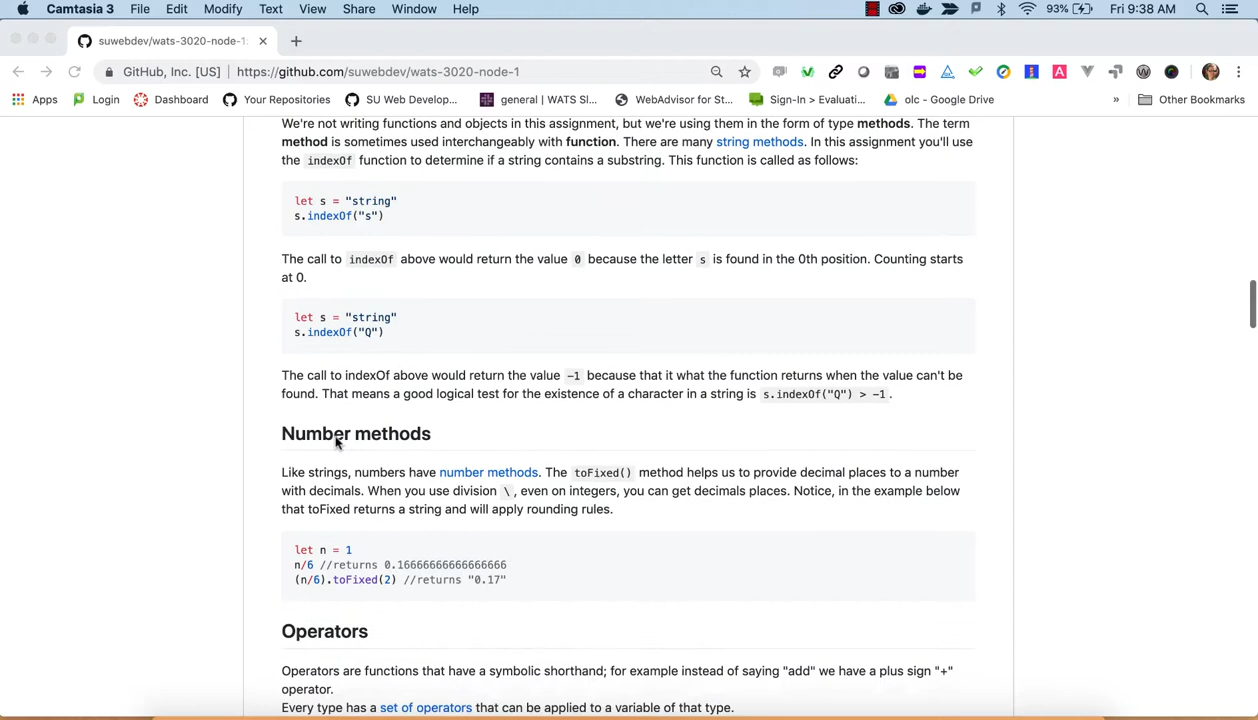 Camtasia 3 File Edit Modify Text View Share Window Help 93% Fri 9:38 AM
suwebdev/wats-3020-node-1:
GitHub, Inc. [US] https://github.com/suwebdev/wats-3020-node-1
Apps Login Dashboard Your Repositories SU Web Develop... general | WATS Sl... WebAdvisor for St... Sign-In > Evaluati... olc - Google Drive » Other Bookmarks
We're not writing functions and objects in this assignment, but we're using them in the form of type methods. The term
method is sometimes used interchangeably with function. There are many string methods. In this assignment you'll use
the indexOf function to determine if a string contains a substring. This function is called as follows:
let s = "string"
s.indexOf("s")
The call to indexOf above would return the value 0 because the letter s is found in the 0th position. Counting starts
at 0.
let s = "string"
s.indexOf("Q")
The call to indexOf above would return the value -1 because that it what the function returns when the value can't be
found. That means a good logical test for the existence of a character in a string is s.indexOf("Q") > -1.
Number methods
Like strings, numbers have number methods. The toFixed() method helps us to provide decimal places to a number
with decimals. When you use division \, even on integers, you can get decimals places. Notice, in the example below
that toFixed returns a string and will apply rounding rules.
let n = 1
n/6 //returns 0.16666666666666666
(n/6).toFixed(2) //returns "0.17"
Operators
Operators are functions that have a symbolic shorthand; for example instead of saying "add" we have a plus sign "+"
operator.
Every type has a set of operators that can be applied to a variable of that type.